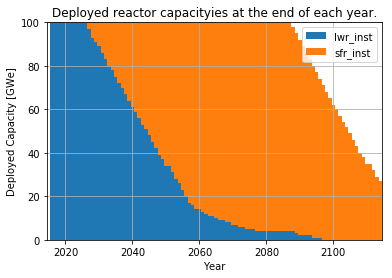 Deployed reactor capacityies at the end of each year.
lwr_inst
sfr_inst
Deployed Capacity [GWe]
100
80
60
40
20
0
2020
2040
2060
2080
2100
Year